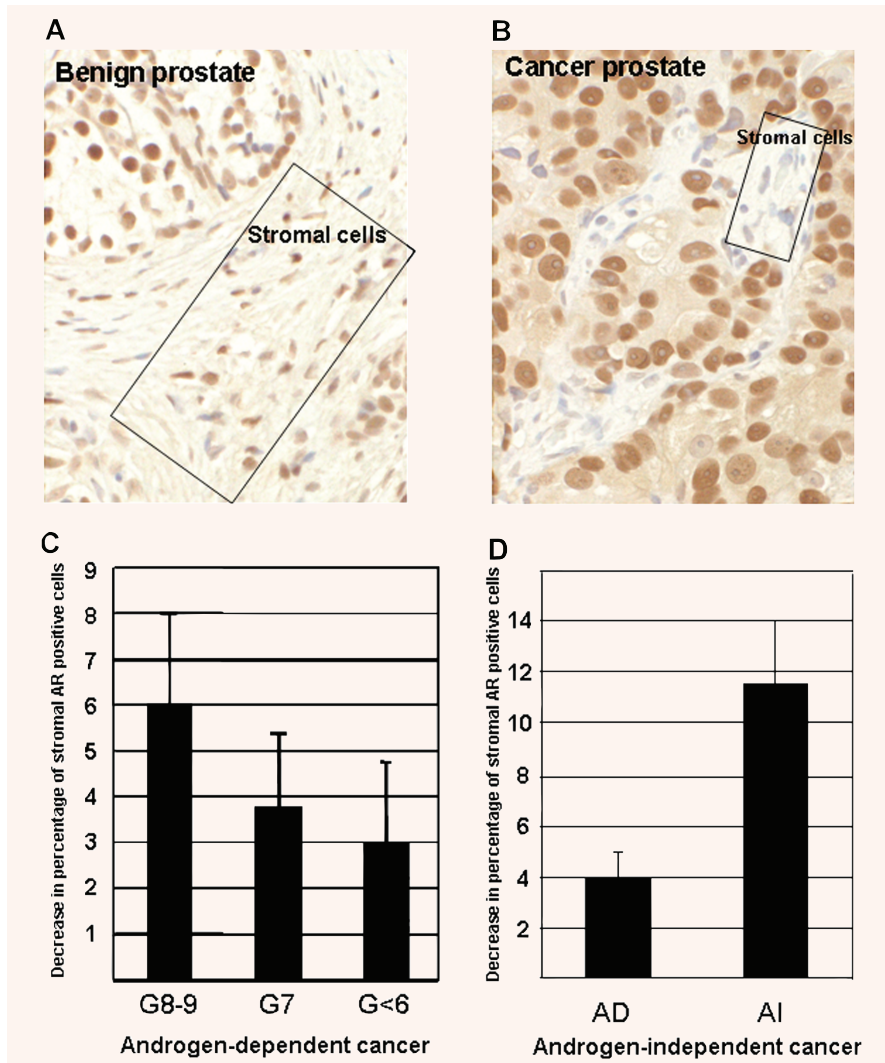 A
Benign prostate
Stromal cells
B
Cancer prostate
Stromal cells
C
Decrease in percentage of stromal AR positive cells
9
8
7
6
5
4
3
2
1
G8-9 G7 G<6
Androgen-dependent cancer
D
Decrease in percentage of stromal AR positive cells
14
12
10
8
6
4
2
AD AI
Androgen-independent cancer